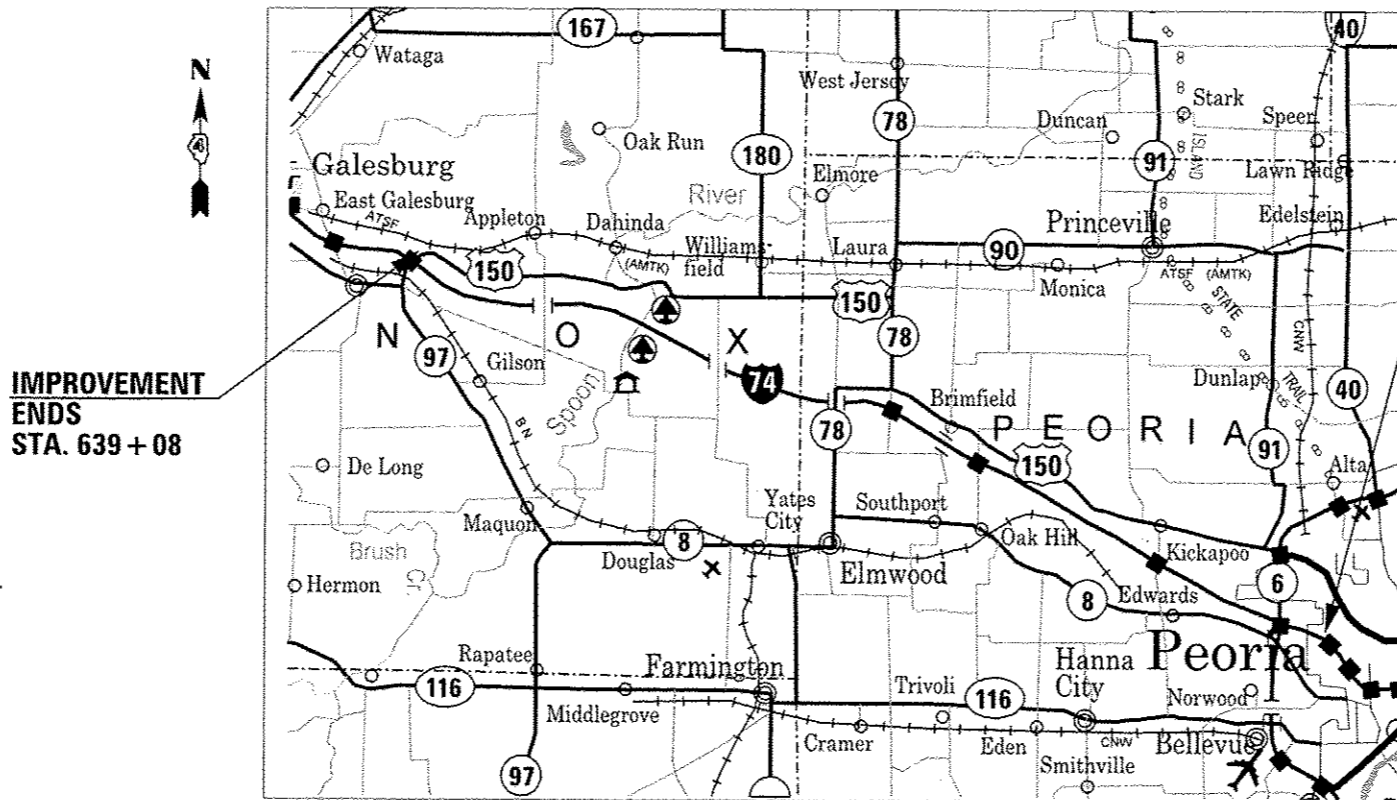 167
40
Wataga
West Jersey
N
78
Stark
Duncan
Speer
Oak Run
180
91
ISLAND
Galesburg
Elmore
Lawn Ridge
River
East Galesburg
ATSF
Appleton
Dahinda
Princeville
Edelstein
Williams-
field
Laura
90
150
(AMTK)
ATSF (AMTK)
150
Monica
STATE
N O X
78
CNW
97
Gilson
IMPROVEMENT
ENDS
STA. 639 + 08
74
Dunlap
TRAIL
40
Spoon
Brimfield
BN
78
PEORIA
91
150
De Long
Alta
Yates
City
Southport
Maquon
Oak Hill
Brush
Cr.
8
Douglas
Kickapoo
Hermon
Elmwood
6
8
Edwards
Rapatee
Farmington
Hanna
City
Peoria
116
Trivoli
116
Norwood
Middlegrove
Cramer
Eden
CNW
Bellevue
97
Smithville